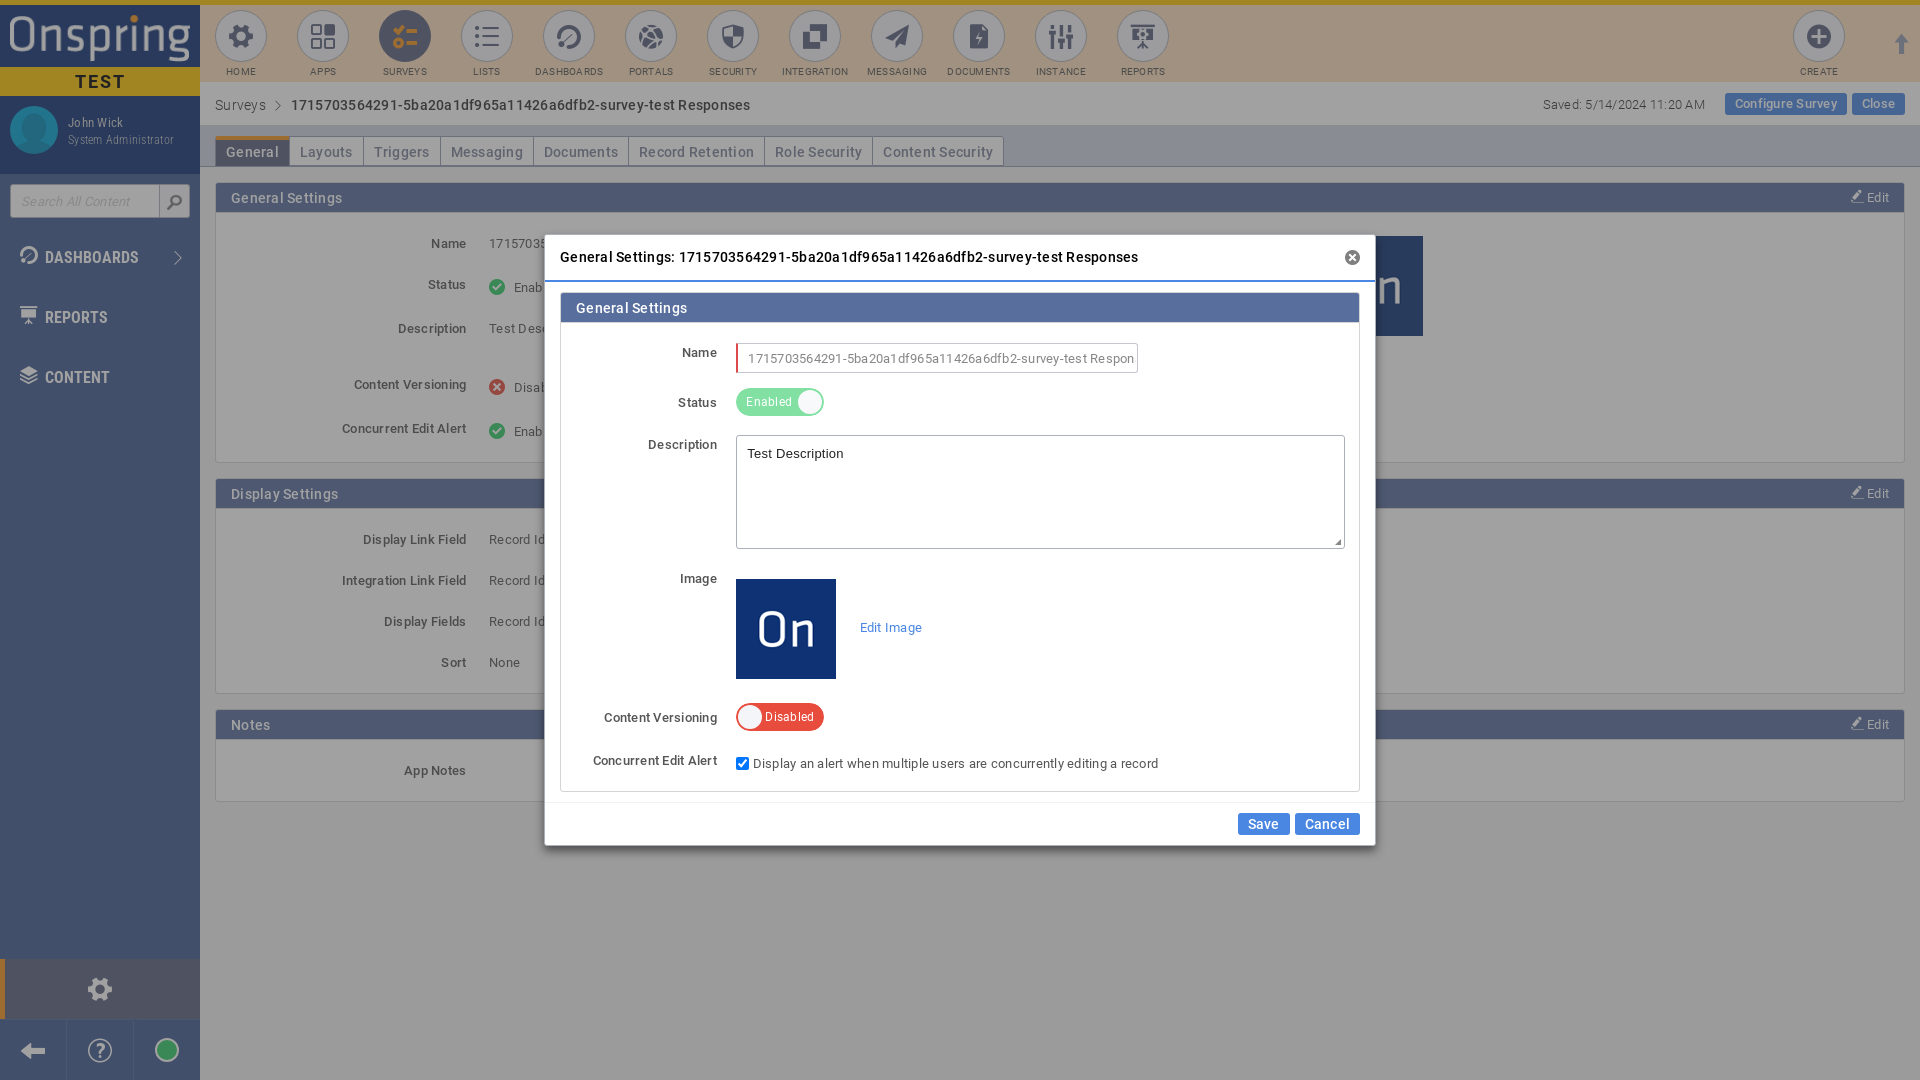 Onspring
HOME
APPS
SURVEYS
LISTS
DASHBOARDS
PORTALS
SECURITY
INTEGRATION
MESSAGING
DOCUMENTS
INSTANCE
REPORTS
CREATE
TEST
John Wick
System Administrator
Search All Content
DASHBOARDS
REPORTS
CONTENT
Surveys
1715703564291-5ba20a1df965a11426a6dfb2-survey-test Responses
Saved: 5/14/2024 11:20 AM
Configure Survey
Close
General
Layouts
Triggers
Messaging
Documents
Record Retention
Role Security
Content Security
General Settings
Edit
Name
1715703
Status
Enab
Description
Test Des
Content Versioning
Disab
Concurrent Edit Alert
Enab
n
Display Settings
Edit
Display Link Field
Record Id
Integration Link Field
Record Id
Display Fields
Record Id
Sort
None
Notes
Edit
App Notes
General Settings: 1715703564291-5ba20a1df965a11426a6dfb2-survey-test Responses
General Settings
Name
1715703564291-5ba20a1df965a11426a6dfb2-survey-test Respon
Status
Enabled
Description
Test Description
Image
On
Edit Image
Content Versioning
Disabled
Concurrent Edit Alert
Display an alert when multiple users are concurrently editing a record
Save
Cancel